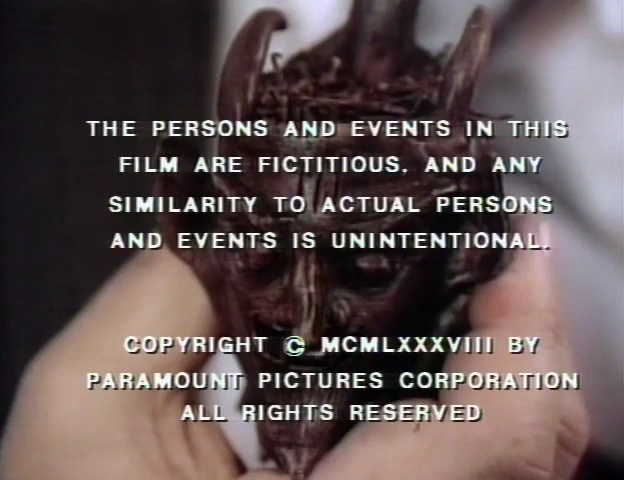 THE PERSONS AND EVENTS IN THIS
FILM ARE FICTITIOUS, AND ANY
SIMILARITY TO ACTUAL PERSONS
AND EVENTS IS UNINTENTIONAL.
COPYRIGHT © MCMLXXXVIII BY
PARAMOUNT PICTURES CORPORATION
ALL RIGHTS RESERVED